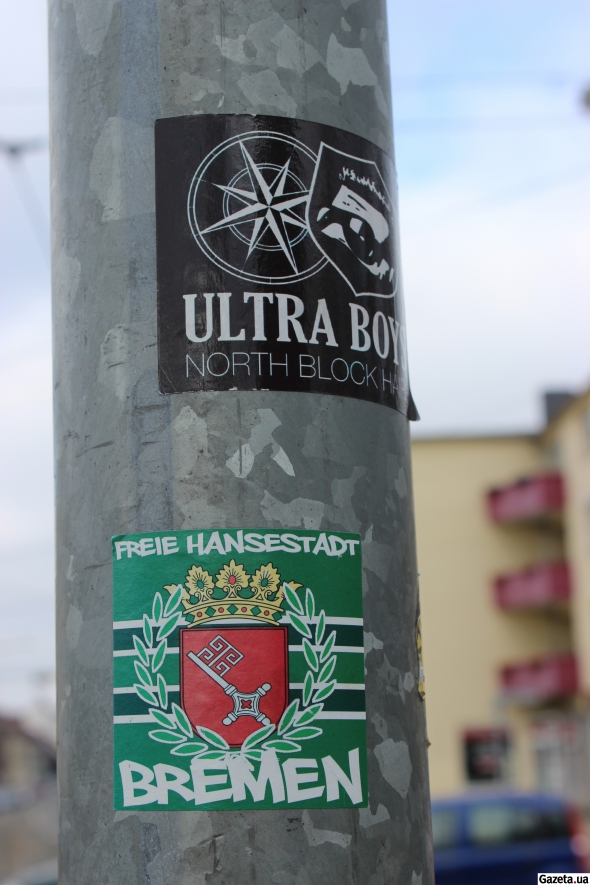 ULTRA BOY
NORTH BLOCK HA
FREIE HANSESTADT
BREMEN
Gazeta.ua